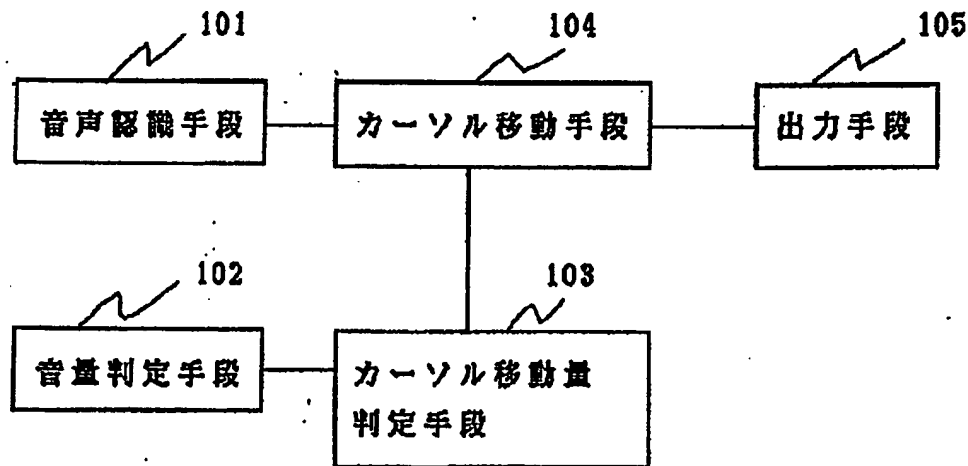 101
104
105
音声認識手段
カーソル移動手段
出力手段
102
103
音量判定手段
カーソル移動量
判定手段